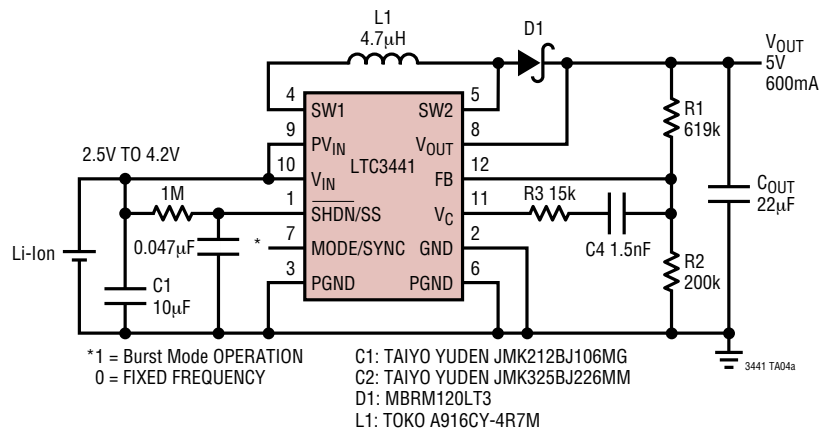 L1
4.7µH
D1
VOUT
5V
600mA
4
SW1
SW2
5
9
PVIN
VOUT
8
LTC3441
2.5V TO 4.2V
10
VIN
FB
12
R1
619k
1M
1
SHDN/SS
VC
11
R3 15k
COUT
22µF
Li-Ion
0.047µF
*
7
MODE/SYNC
GND
2
C4 1.5nF
R2
200k
C1
10µF
3
PGND
PGND
6
*1 = Burst Mode OPERATION
0 = FIXED FREQUENCY
C1: TAIYO YUDEN JMK212BJ106MG
C2: TAIYO YUDEN JMK325BJ226MM
D1: MBRM120LT3
L1: TOKO A916CY-4R7M
3441 TA04a